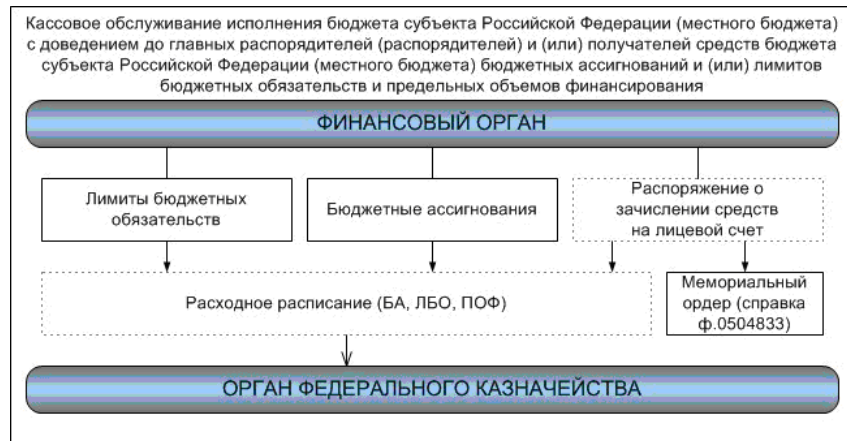 Кассовое обслуживание исполнения бюджета субъекта Российской Федерации (местного бюджета)
с доведением до главных распорядителей (распорядителей) и (или) получателей средств бюджета
субъекта Российской Федерации (местного бюджета) бюджетных ассигнований и (или) лимитов
бюджетных обязательств и предельных объемов финансирования
ФИНАНСОВЫЙ ОРГАН
Лимиты бюджетных
обязательств
Бюджетные ассигнования
Распоряжение о
зачислении средств
на лицевой счет
Расходное расписание (БА, ЛБО, ПОФ)
Мемориальный
ордер (справка
ф.0504833)
ОРГАН ФЕДЕРАЛЬНОГО КАЗНАЧЕЙСТВА